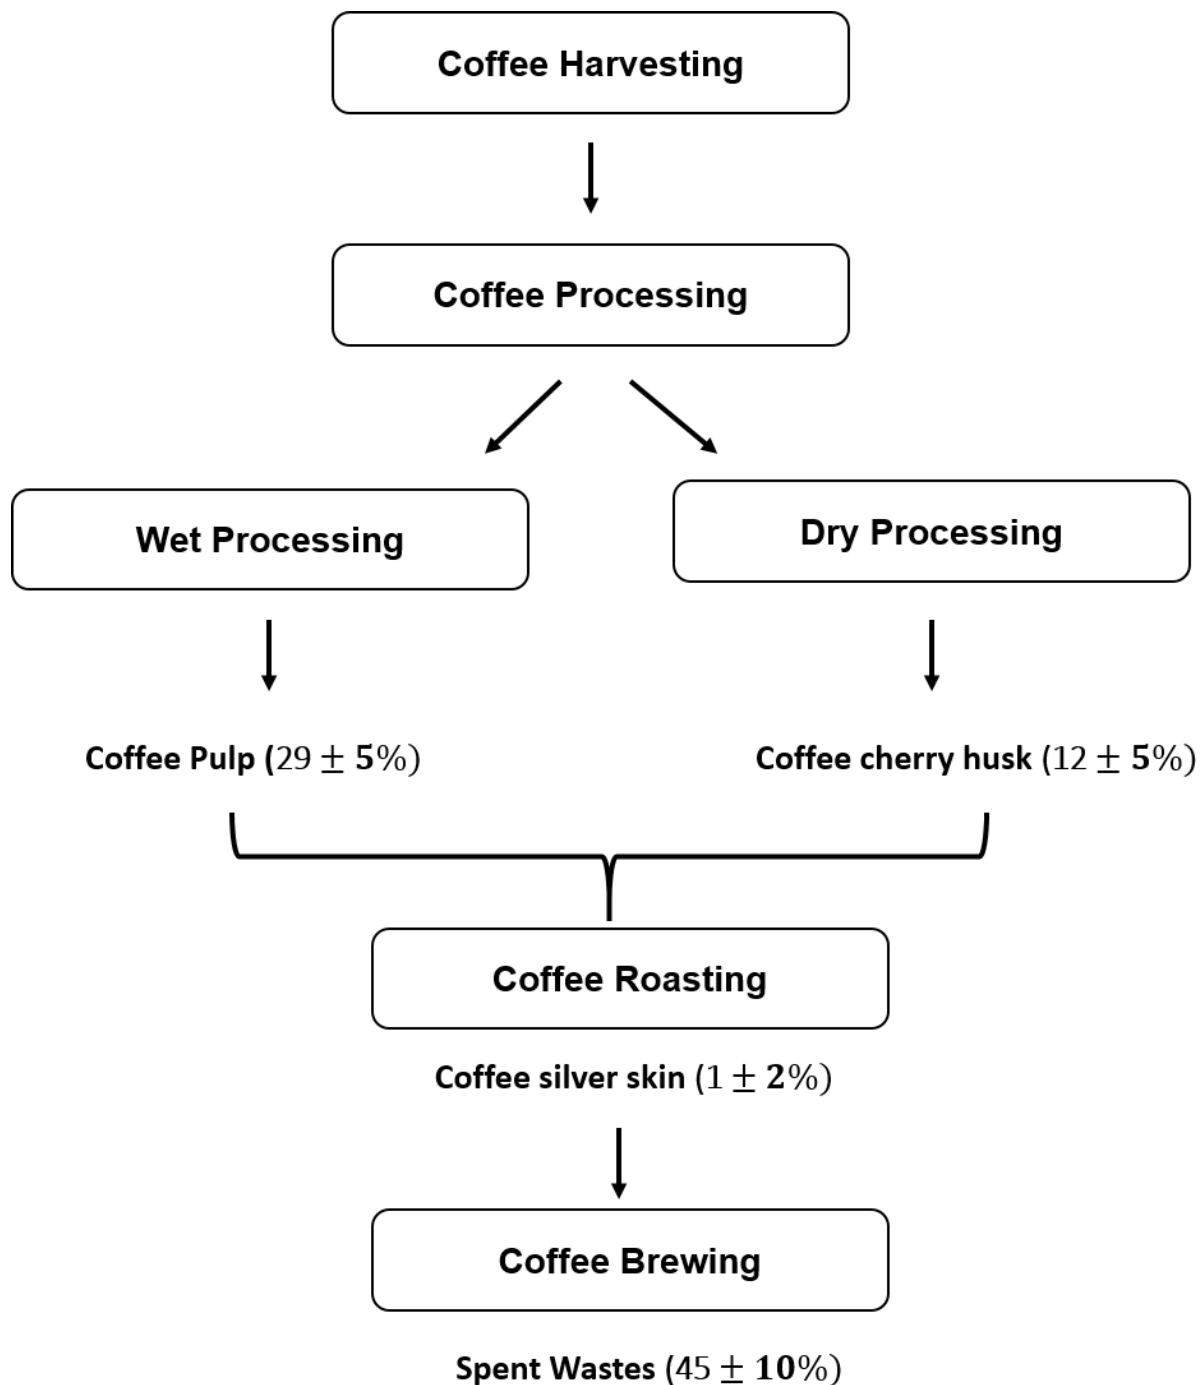 Coffee Harvesting
Coffee Processing
Wet Processing
Dry Processing
Coffee Pulp (29 ± 5%)
Coffee cherry husk (12 ± 5%)
Coffee Roasting
Coffee silver skin (1 ± 2%)
Coffee Brewing
Spent Wastes (45 ± 10%)